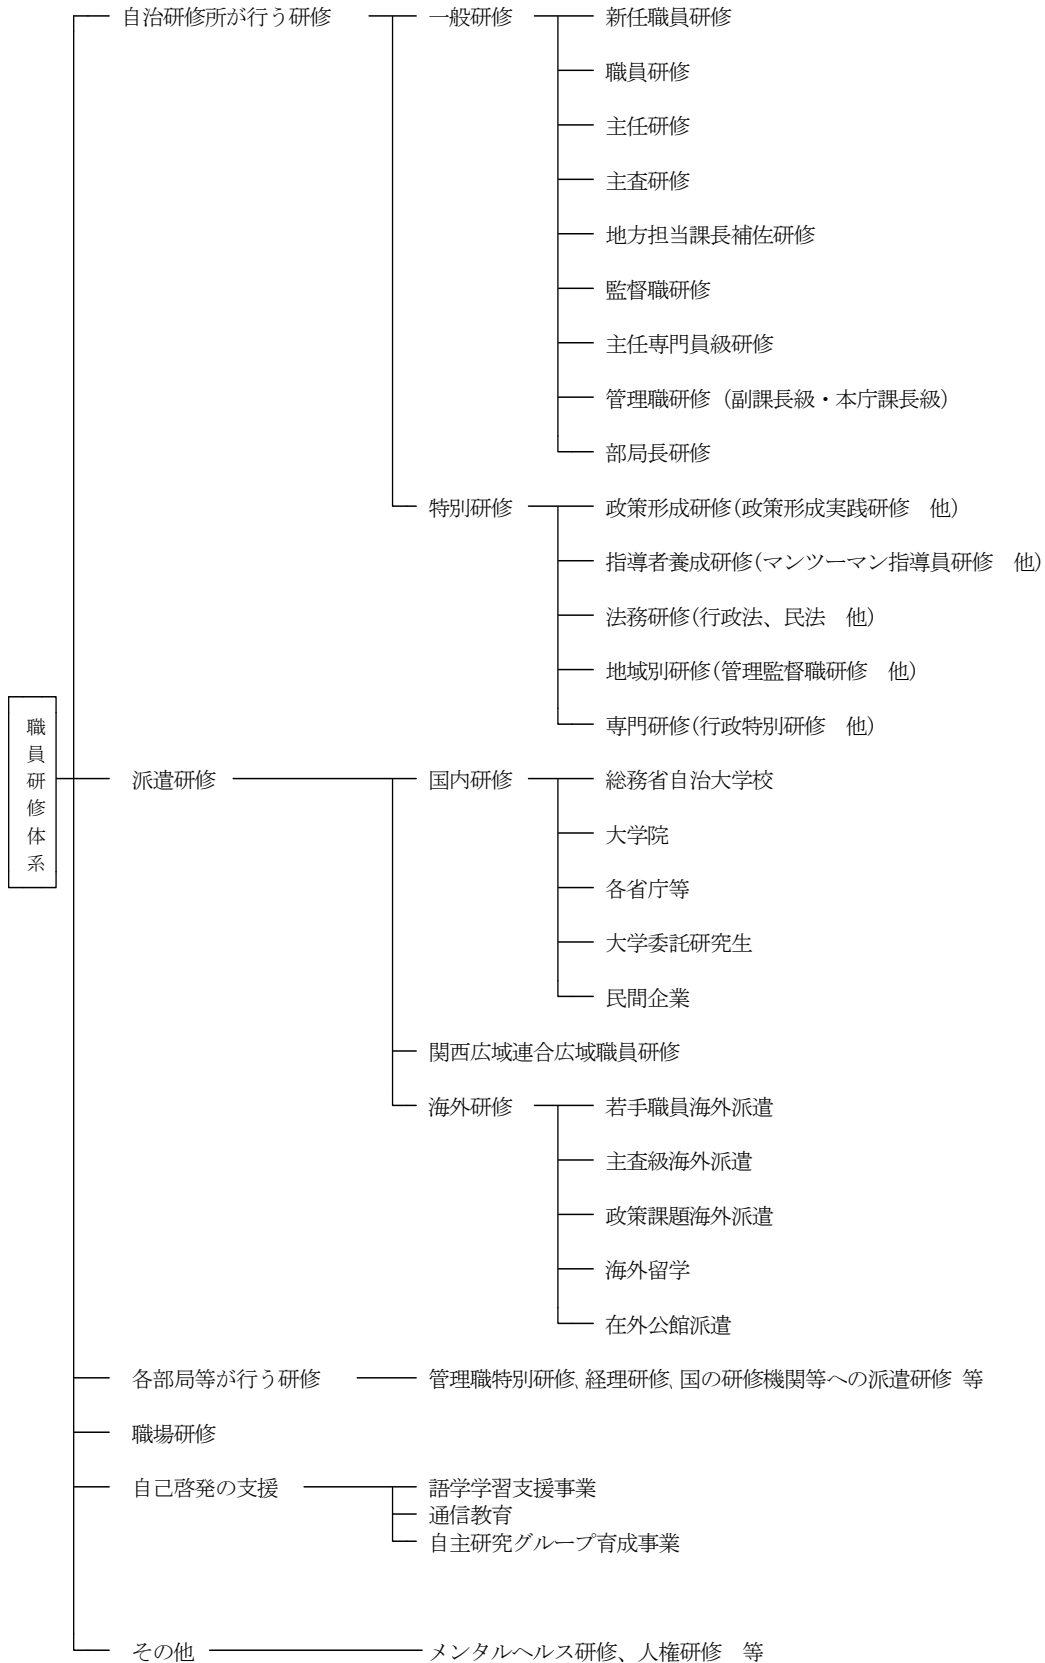 職員研修体系
自治研修所が行う研修 一般研修 新任職員研修
職員研修
主任研修
主査研修
地方担当課長補佐研修
監督職研修
主任専門員級研修
管理職研修（副課長級・本庁課長級）
部局長研修
特別研修 政策形成研修(政策形成実践研修　他)
指導者養成研修(マンツーマン指導員研修　他)
法務研修(行政法、民法　他)
地域別研修(管理監督職研修　他)
専門研修(行政特別研修　他)
派遣研修 国内研修 総務省自治大学校
大学院
各省庁等
大学委託研究生
民間企業
関西広域連合広域職員研修
海外研修 若手職員海外派遣
主査級海外派遣
政策課題海外派遣
海外留学
在外公館派遣
各部局等が行う研修 管理職特別研修、経理研修、国の研修機関等への派遣研修 等
職場研修
自己啓発の支援 語学学習支援事業
通信教育
自主研究グループ育成事業
その他 メンタルヘルス研修、人権研修　等